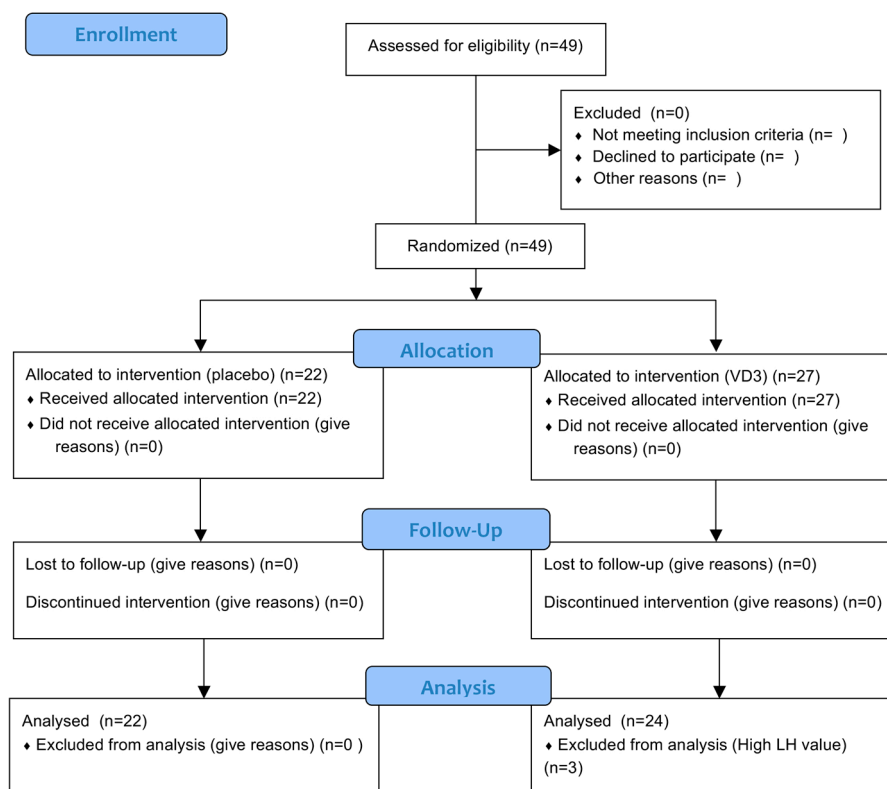 Enrollment
Assessed for eligibility (n=49)
Excluded (n=0)
♦ Not meeting inclusion criteria (n= )
♦ Declined to participate (n= )
♦ Other reasons (n= )
Randomized (n=49)
Allocation
Allocated to intervention (placebo) (n=22)
♦ Received allocated intervention (n=22)
♦ Did not receive allocated intervention (give
reasons) (n=0)
Allocated to intervention (VD3) (n=27)
♦ Received allocated intervention (n=27)
♦ Did not receive allocated intervention (give
reasons) (n=0)
Follow-Up
Lost to follow-up (give reasons) (n=0)
Discontinued intervention (give reasons) (n=0)
Lost to follow-up (give reasons) (n=0)
Discontinued intervention (give reasons) (n=0)
Analysis
Analysed (n=22)
♦ Excluded from analysis (give reasons) (n=0 )
Analysed (n=24)
♦ Excluded from analysis (High LH value)
(n=3)